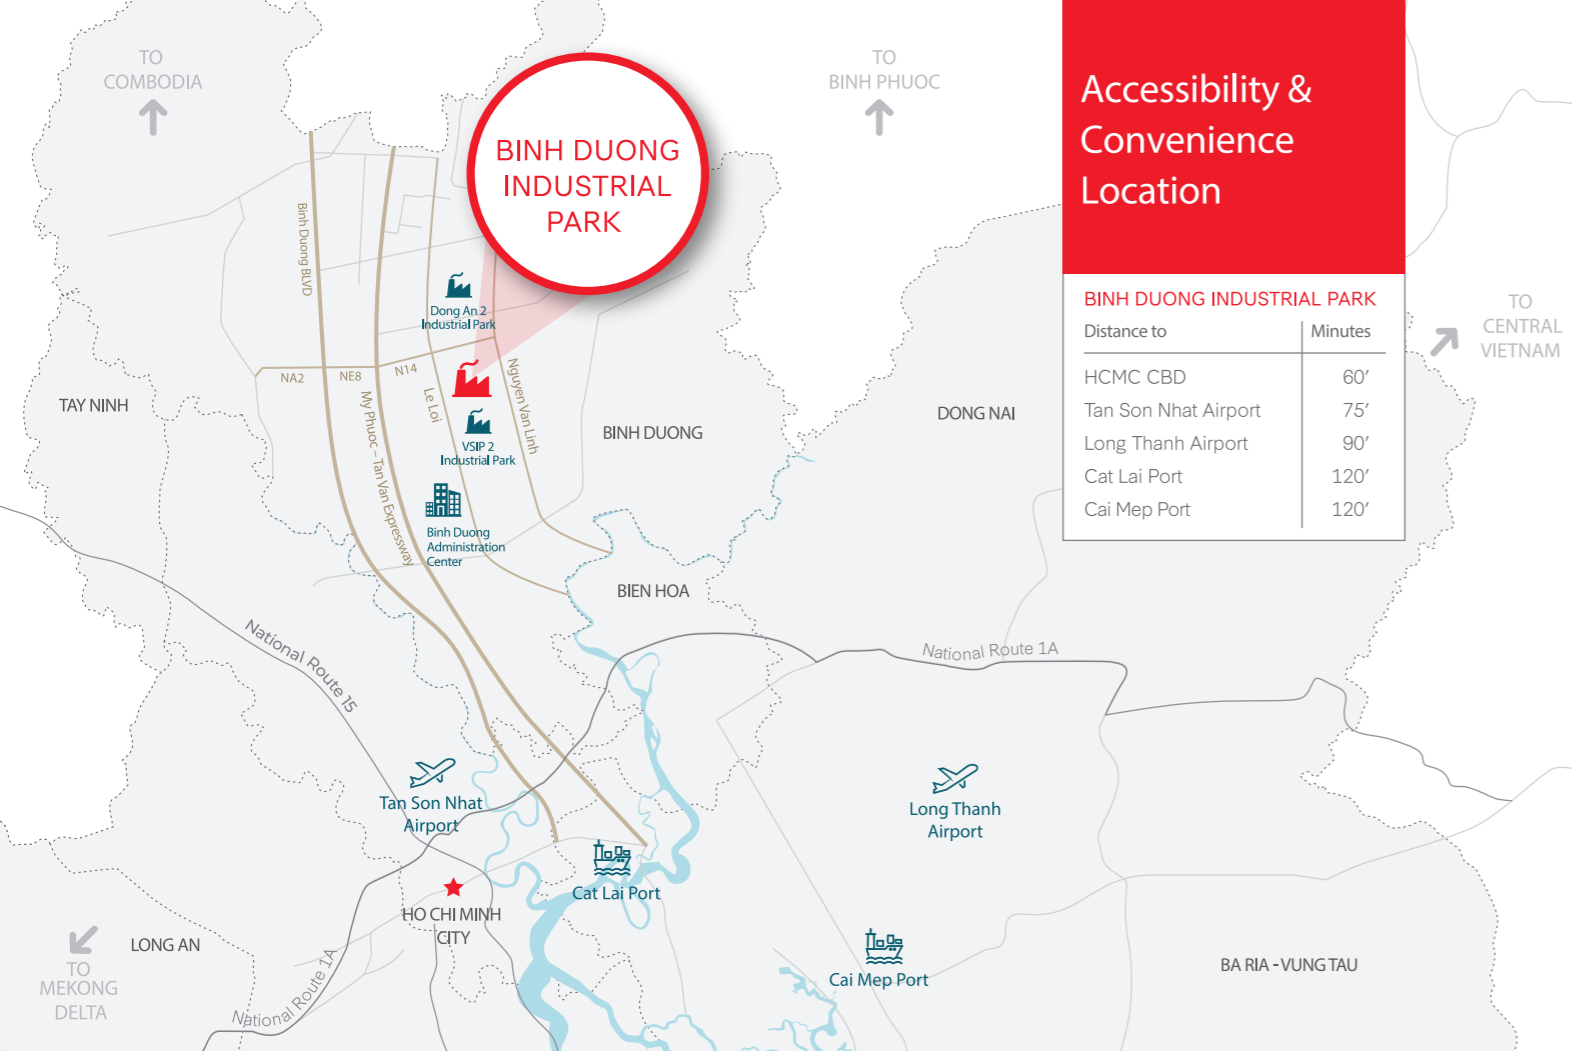 TO
COMBODIA
TO
BINH PHUOC
Accessibility &
Convenience
Location
BINH DUONG
INDUSTRIAL
PARK
BINH DUONG INDUSTRIAL PARK
Distance to Minutes
HCMC CBD 60′
Tan Son Nhat Airport 75′
Long Thanh Airport 90′
Cat Lai Port 120′
Cai Mep Port 120′
TO
CENTRAL
VIETNAM
Binh Duong BLVD
Dong An 2
Industrial Park
NA2
NE8
N14
Le Loi
Nguyen Van Linh
My Phuoc – Tan Van Expressway
TAY NINH
VSIP 2
Industrial Park
BINH DUONG
DONG NAI
Binh Duong
Administration
Center
BIEN HOA
National Route 15
National Route 1A
Tan Son Nhat
Airport
Long Thanh
Airport
Cat Lai Port
HO CHI MINH
CITY
LONG AN
TO
MEKONG
DELTA
National Route 1A
Cai Mep Port
BA RIA - VUNG TAU